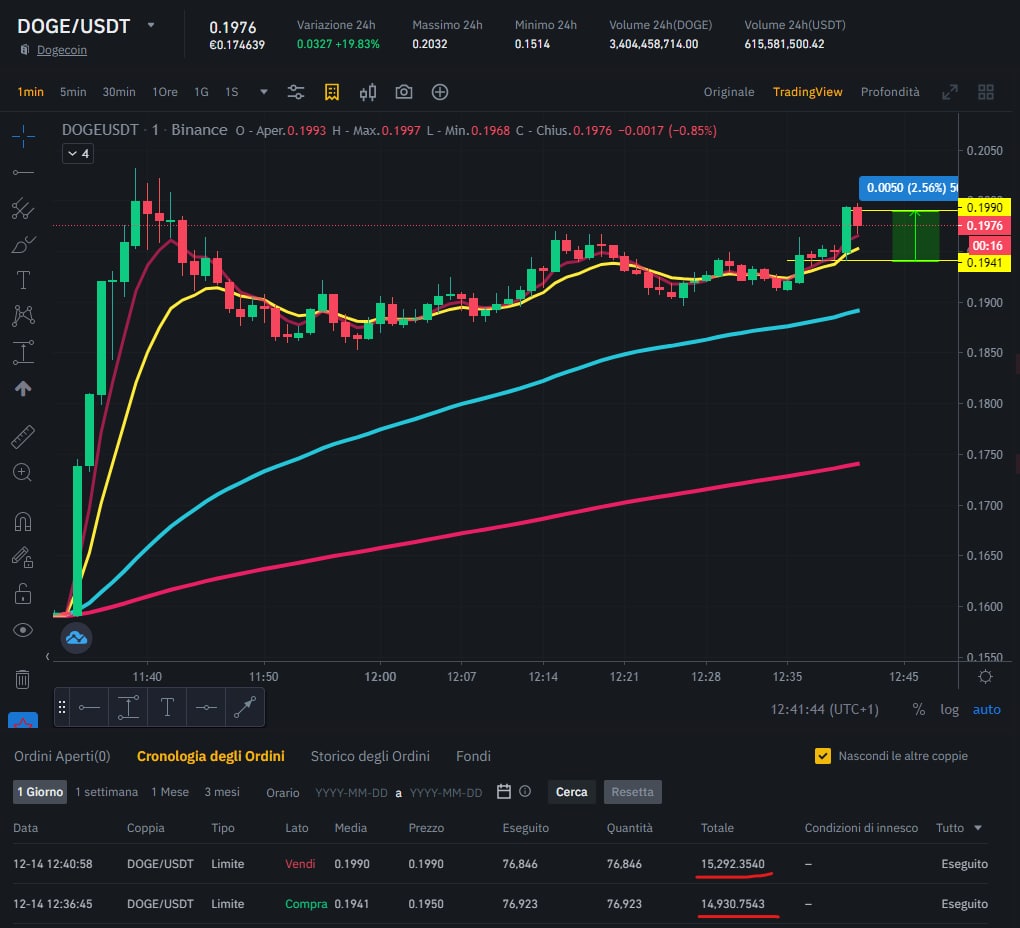 DOGE/USDT
Dogecoin
0.1976
€0.174639
Variazione 24h
0.0327 +19.83%
Massimo 24h
0.2032
Minimo 24h
0.1514
Volume 24h(DOGE)
3,404,458,714.00
Volume 24h(USDT)
615,581,500.42
1min 5min 30min 1Ore 1G 1S
Originale TradingView Profondità
DOGEUSDT · 1 · Binance O - Aper.0.1993 H - Max.0.1997 L - Min.0.1968 C - Chius.0.1976 −0.0017 (−0.85%)
4
0.2050
0.0050 (2.56%)
0.1990
0.1976
00:16
0.1941
0.1900
0.1850
0.1800
0.1750
0.1700
0.1650
0.1600
0.1550
11:40 11:50 12:00 12:07 12:14 12:21 12:28 12:35 12:45
12:41:44 (UTC+1) % log auto
Ordini Aperti(0) Cronologia degli Ordini Storico degli Ordini Fondi Nascondi le altre coppie
1 Giorno 1 settimana 1 Mese 3 mesi Orario YYYY-MM-DD a YYYY-MM-DD Cerca Resetta
Data Coppia Tipo Lato Media Prezzo Eseguito Quantità Totale Condizioni di innesco Tutto
12-14 12:40:58 DOGE/USDT Limite Vendi 0.1990 0.1990 76,846 76,846 15,292.3540 – Eseguito
12-14 12:36:45 DOGE/USDT Limite Compra 0.1941 0.1950 76,923 76,923 14,930.7543 – Eseguito